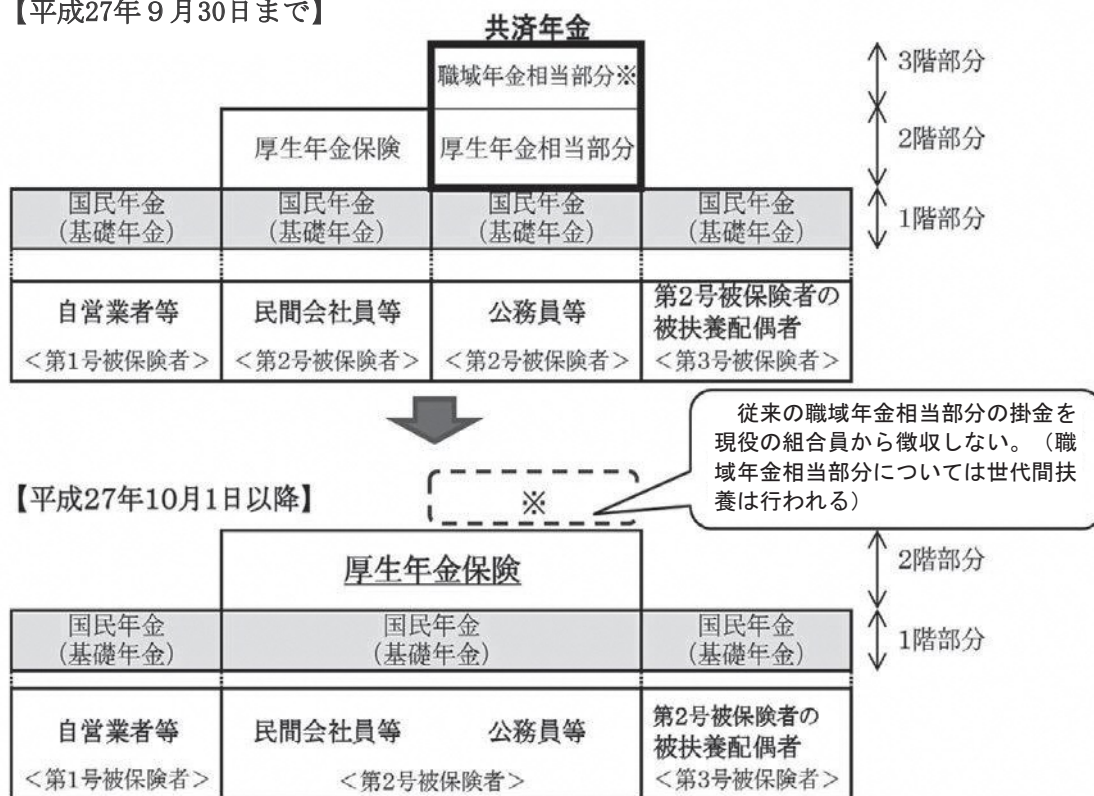 【平成27年9月30日まで】
共済年金
職域年金相当部分※
3階部分
厚生年金保険
厚生年金相当部分
2階部分
国民年金
(基礎年金)
国民年金
(基礎年金)
国民年金
(基礎年金)
国民年金
(基礎年金)
1階部分
自営業者等
<第1号被保険者>
民間会社員等
<第2号被保険者>
公務員等
<第2号被保険者>
第2号被保険者の
被扶養配偶者
<第3号被保険者>
従来の職域年金相当部分の掛金を
現役の組合員から徴収しない。（職
域年金相当部分については世代間扶
養は行われる）
【平成27年10月1日以降】
※
厚生年金保険
2階部分
国民年金
(基礎年金)
国民年金
(基礎年金)
国民年金
(基礎年金)
1階部分
自営業者等
<第1号被保険者>
民間会社員等 公務員等
<第2号被保険者>
第2号被保険者の
被扶養配偶者
<第3号被保険者>